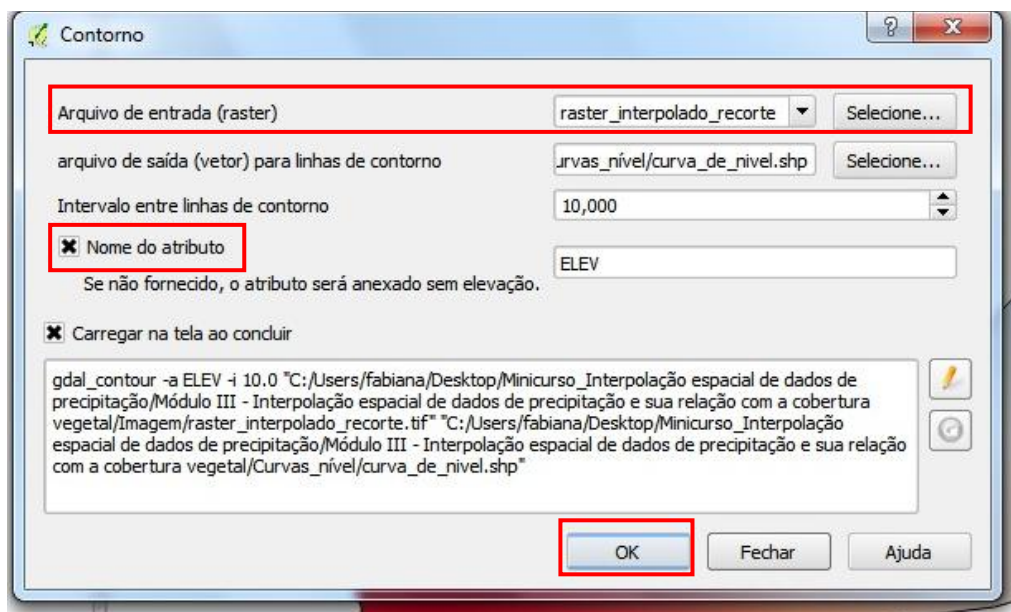 Contorno
Arquivo de entrada (raster)
raster_interpolado_recorte
Selecione...
arquivo de saída (vetor) para linhas de contorno
urvas_nível/curva_de_nivel.shp
Selecione...
Intervalo entre linhas de contorno
10,000
Nome do atributo
ELEV
Se não fornecido, o atributo será anexado sem elevação.
Carregar na tela ao concluir
gdal_contour -a ELEV -i 10.0 "C:/Users/fabiana/Desktop/Minicurso_Interpolação espacial de dados de
precipitação/Módulo III - Interpolação espacial de dados de precipitação e sua relação com a cobertura
vegetal/Imagem/raster_interpolado_recorte.tif" "C:/Users/fabiana/Desktop/Minicurso_Interpolação
espacial de dados de precipitação/Módulo III - Interpolação espacial de dados de precipitação e sua relação
com a cobertura vegetal/Curvas_nível/curva_de_nivel.shp"
OK
Fechar
Ajuda